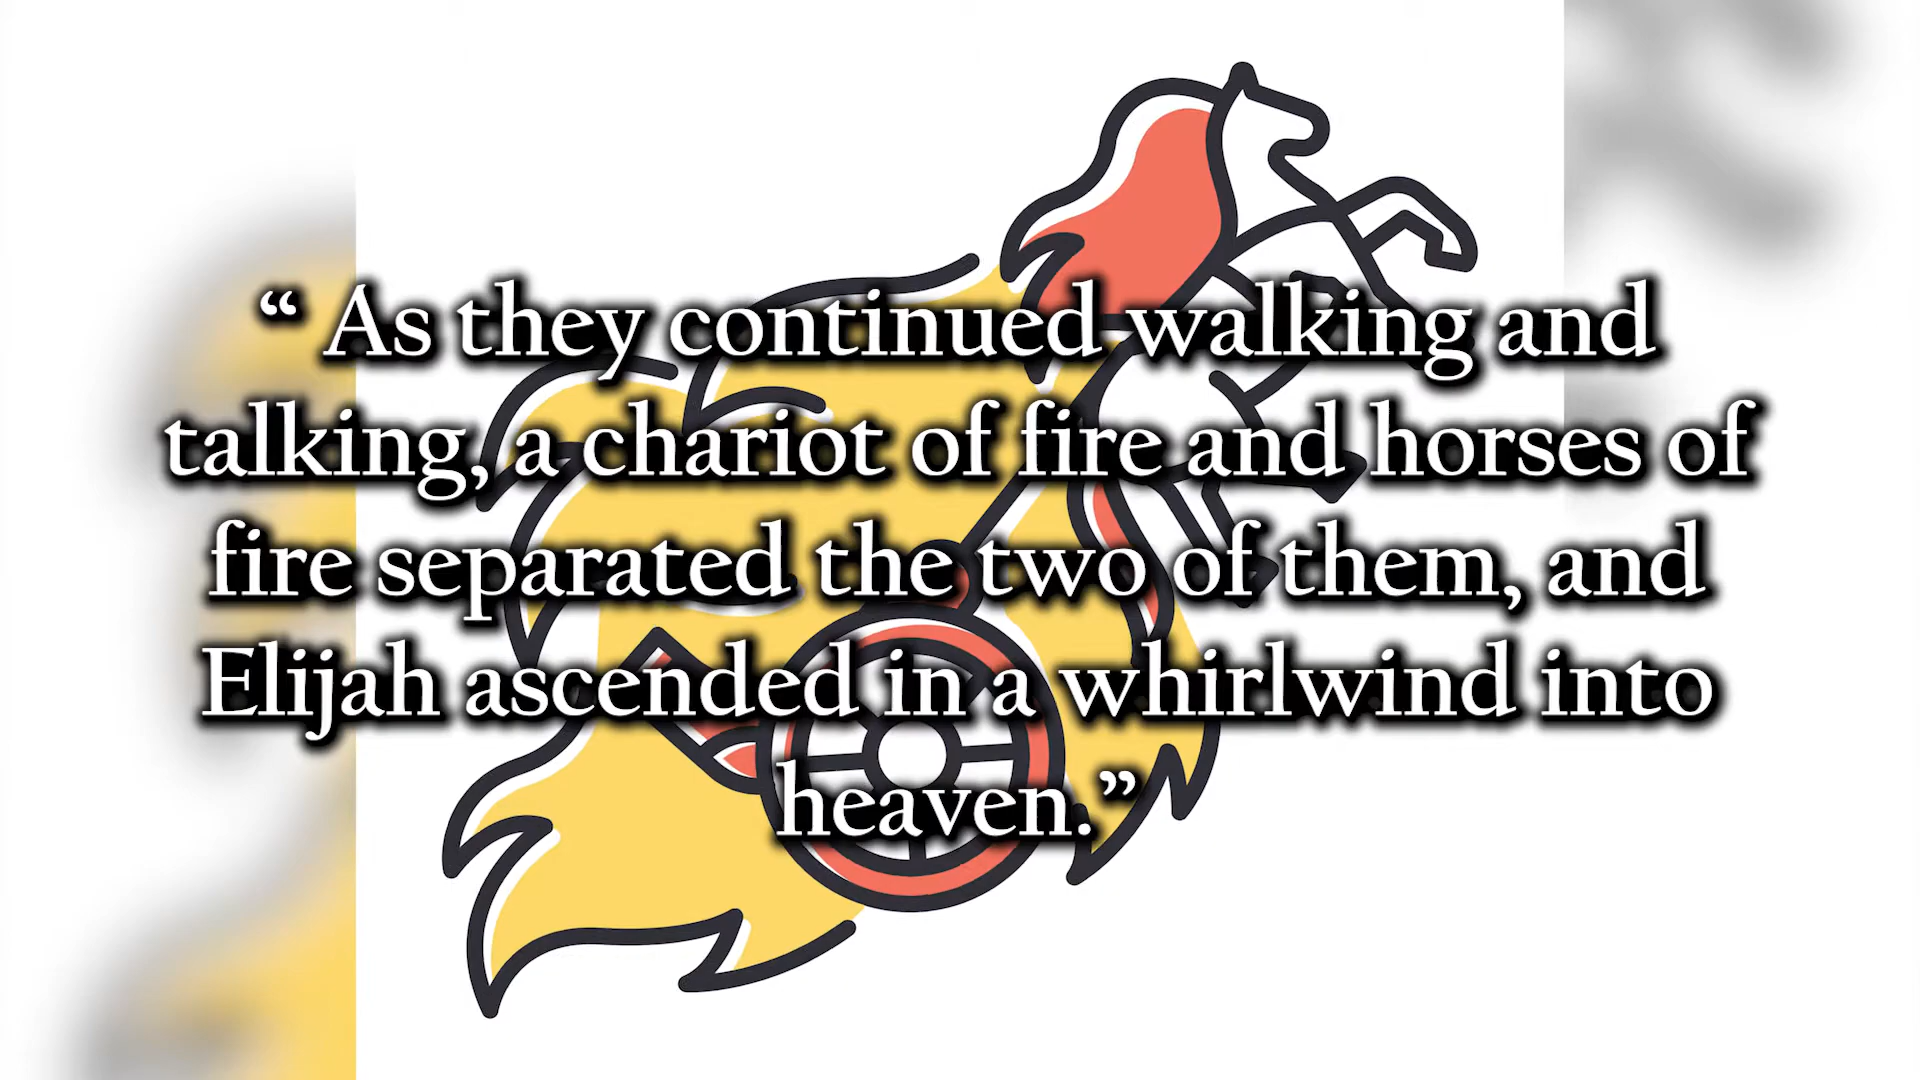 “ As they continued walking and
talking, a chariot of fire and horses of
fire separated the two of them, and
Elijah ascended in a whirlwind into
heaven.”